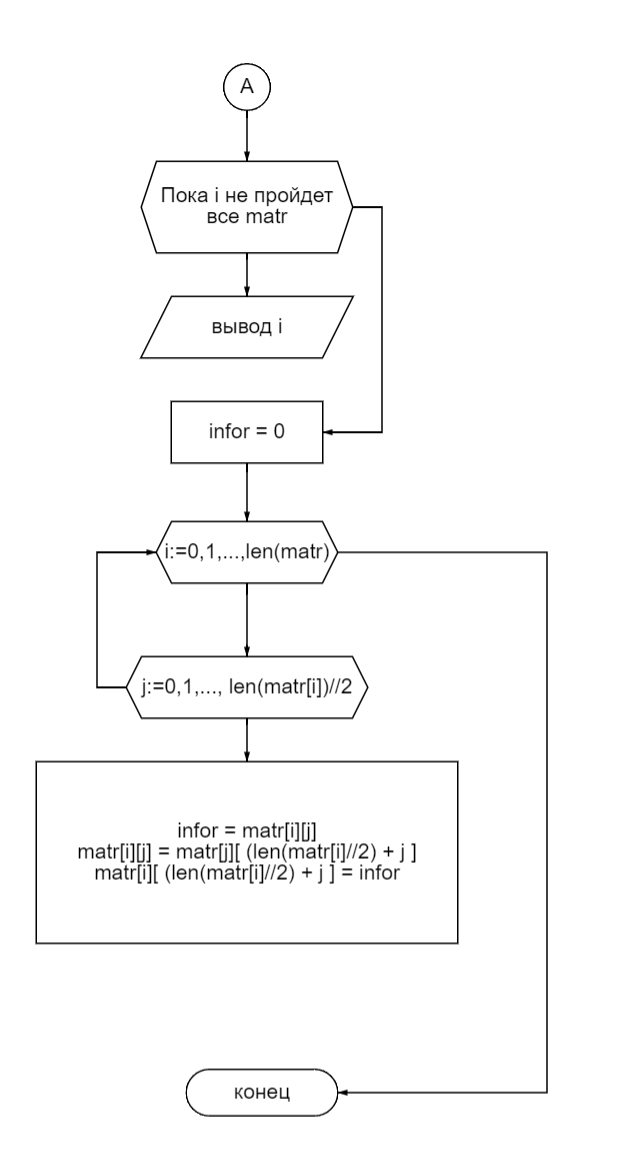 A
Пока i не пройдет
все matr
вывод i
infor = 0
i:=0,1,...,len(matr)
j:=0,1,..., len(matr[i])//2
infor = matr[i][j]
matr[i][j] = matr[j][ (len(matr[i]//2) + j ]
matr[i][ (len(matr[i]//2) + j ] = infor
конец